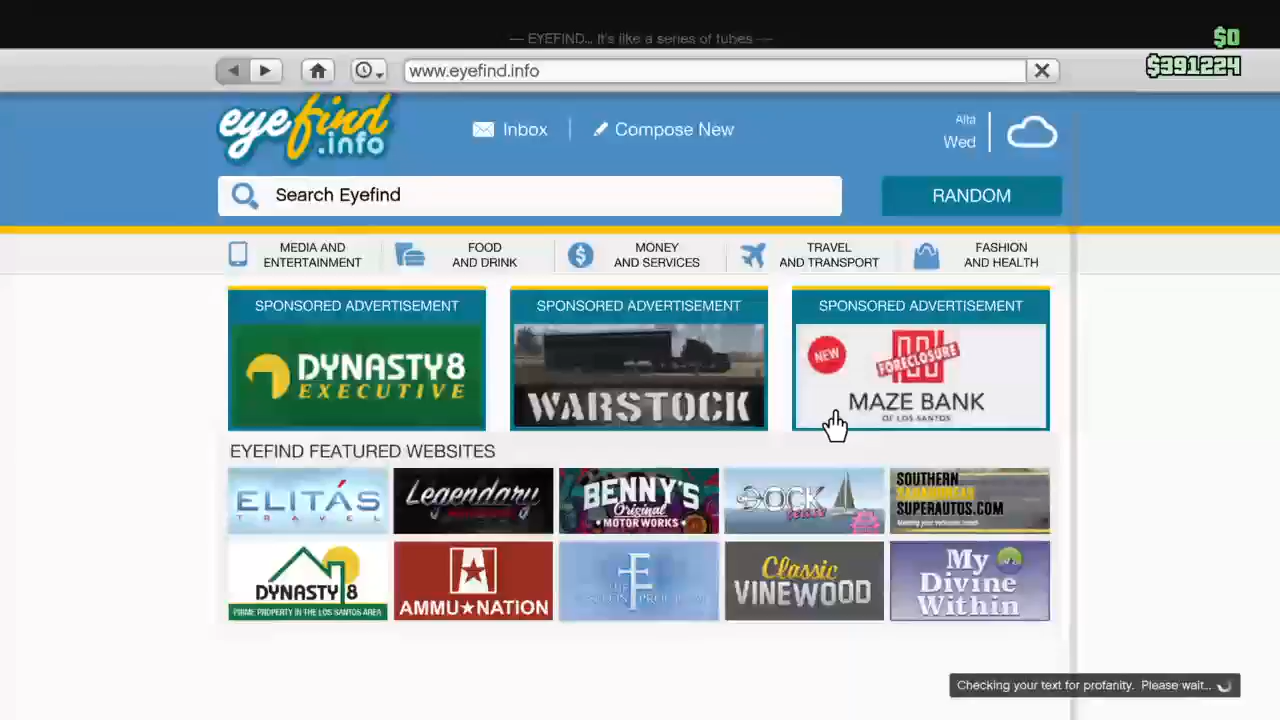 — EYEFIND... It's like a series of tubes —
$0
$391224
www.eyefind.info
eyefind
.info
Inbox
Compose New
Alta
Wed
Search Eyefind
RANDOM
MEDIA AND
ENTERTAINMENT
FOOD
AND DRINK
MONEY
AND SERVICES
TRAVEL
AND TRANSPORT
FASHION
AND HEALTH
SPONSORED ADVERTISEMENT
DYNASTY8
EXECUTIVE
SPONSORED ADVERTISEMENT
WARSTOCK
SPONSORED ADVERTISEMENT
NEW
FORECLOSURE
MAZE BANK
OF LOS SANTOS
EYEFIND FEATURED WEBSITES
ELITÁS
TRAVEL
Legendary
BENNY'S
Original
MOTOR WORKS
DOCK
SOUTHERN
SUPERAUTOS.COM
DYNASTY 8
PRIME PROPERTY IN THE LOS SANTOS AREA
AMMU★NATION
Classic
VINEWOOD
My
Divine
Within
Checking your text for profanity. Please wait...